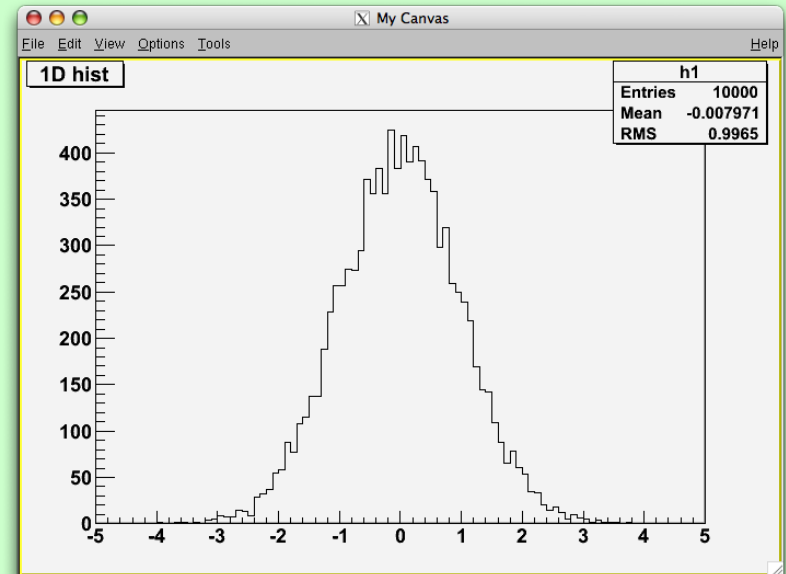 X My Canvas
File Edit View Options Tools Help
1D hist
h1
Entries 10000
Mean -0.007971
RMS 0.9965
400
350
300
250
200
150
100
50
0
-5 -4 -3 -2 -1 0 1 2 3 4 5